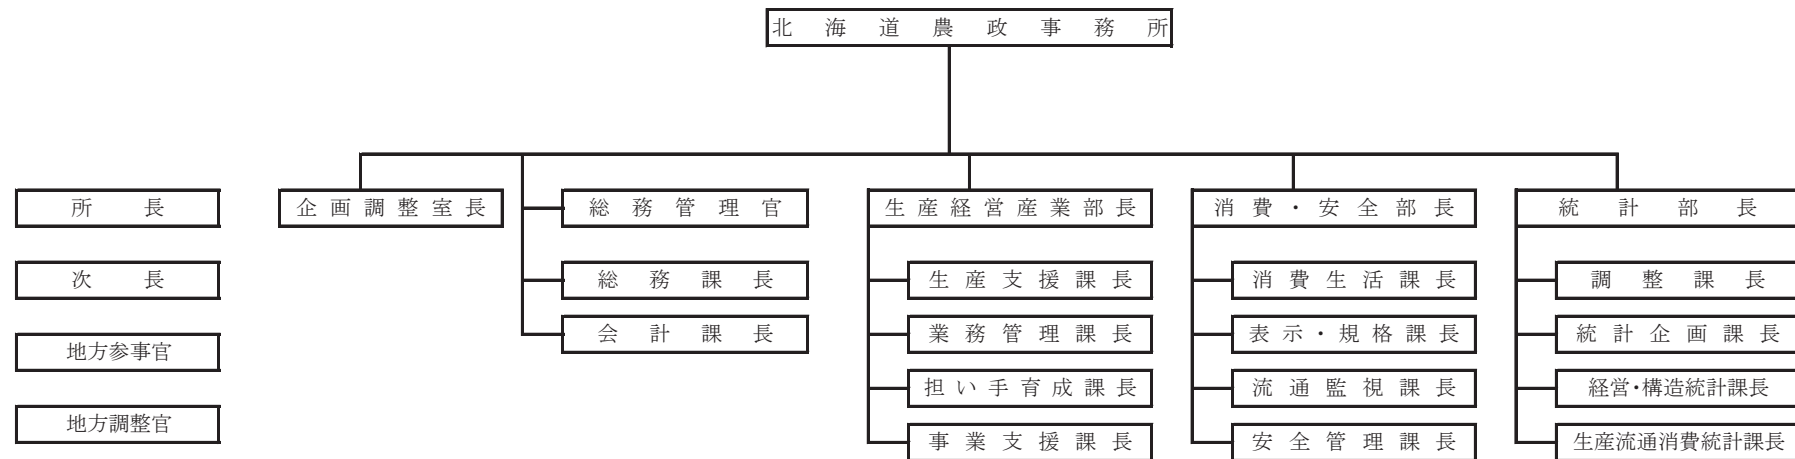 北海道農政事務所
所長
次長
地方参事官
地方調整官
企画調整室長
総務管理官
総務課長
会計課長
生産経営産業部長
生産支援課長
業務管理課長
担い手育成課長
事業支援課長
消費・安全部長
消費生活課長
表示・規格課長
流通監視課長
安全管理課長
統計部長
調整課長
統計企画課長
経営・構造統計課長
生産流通消費統計課長